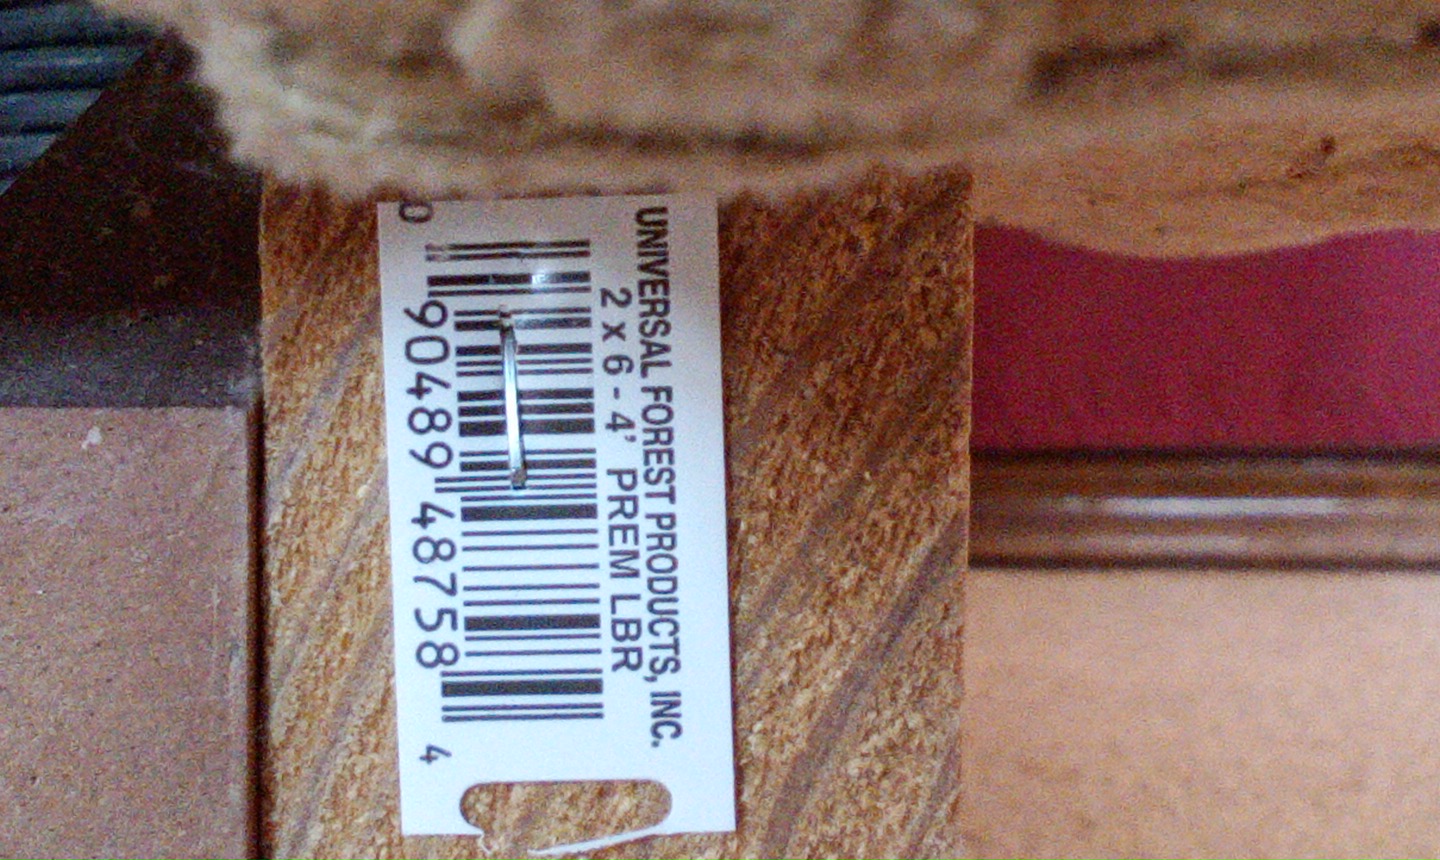 UNIVERSAL FOREST PRODUCTS, INC.
2 x 6 - 4' PREM LBR
0 90489 48758 4